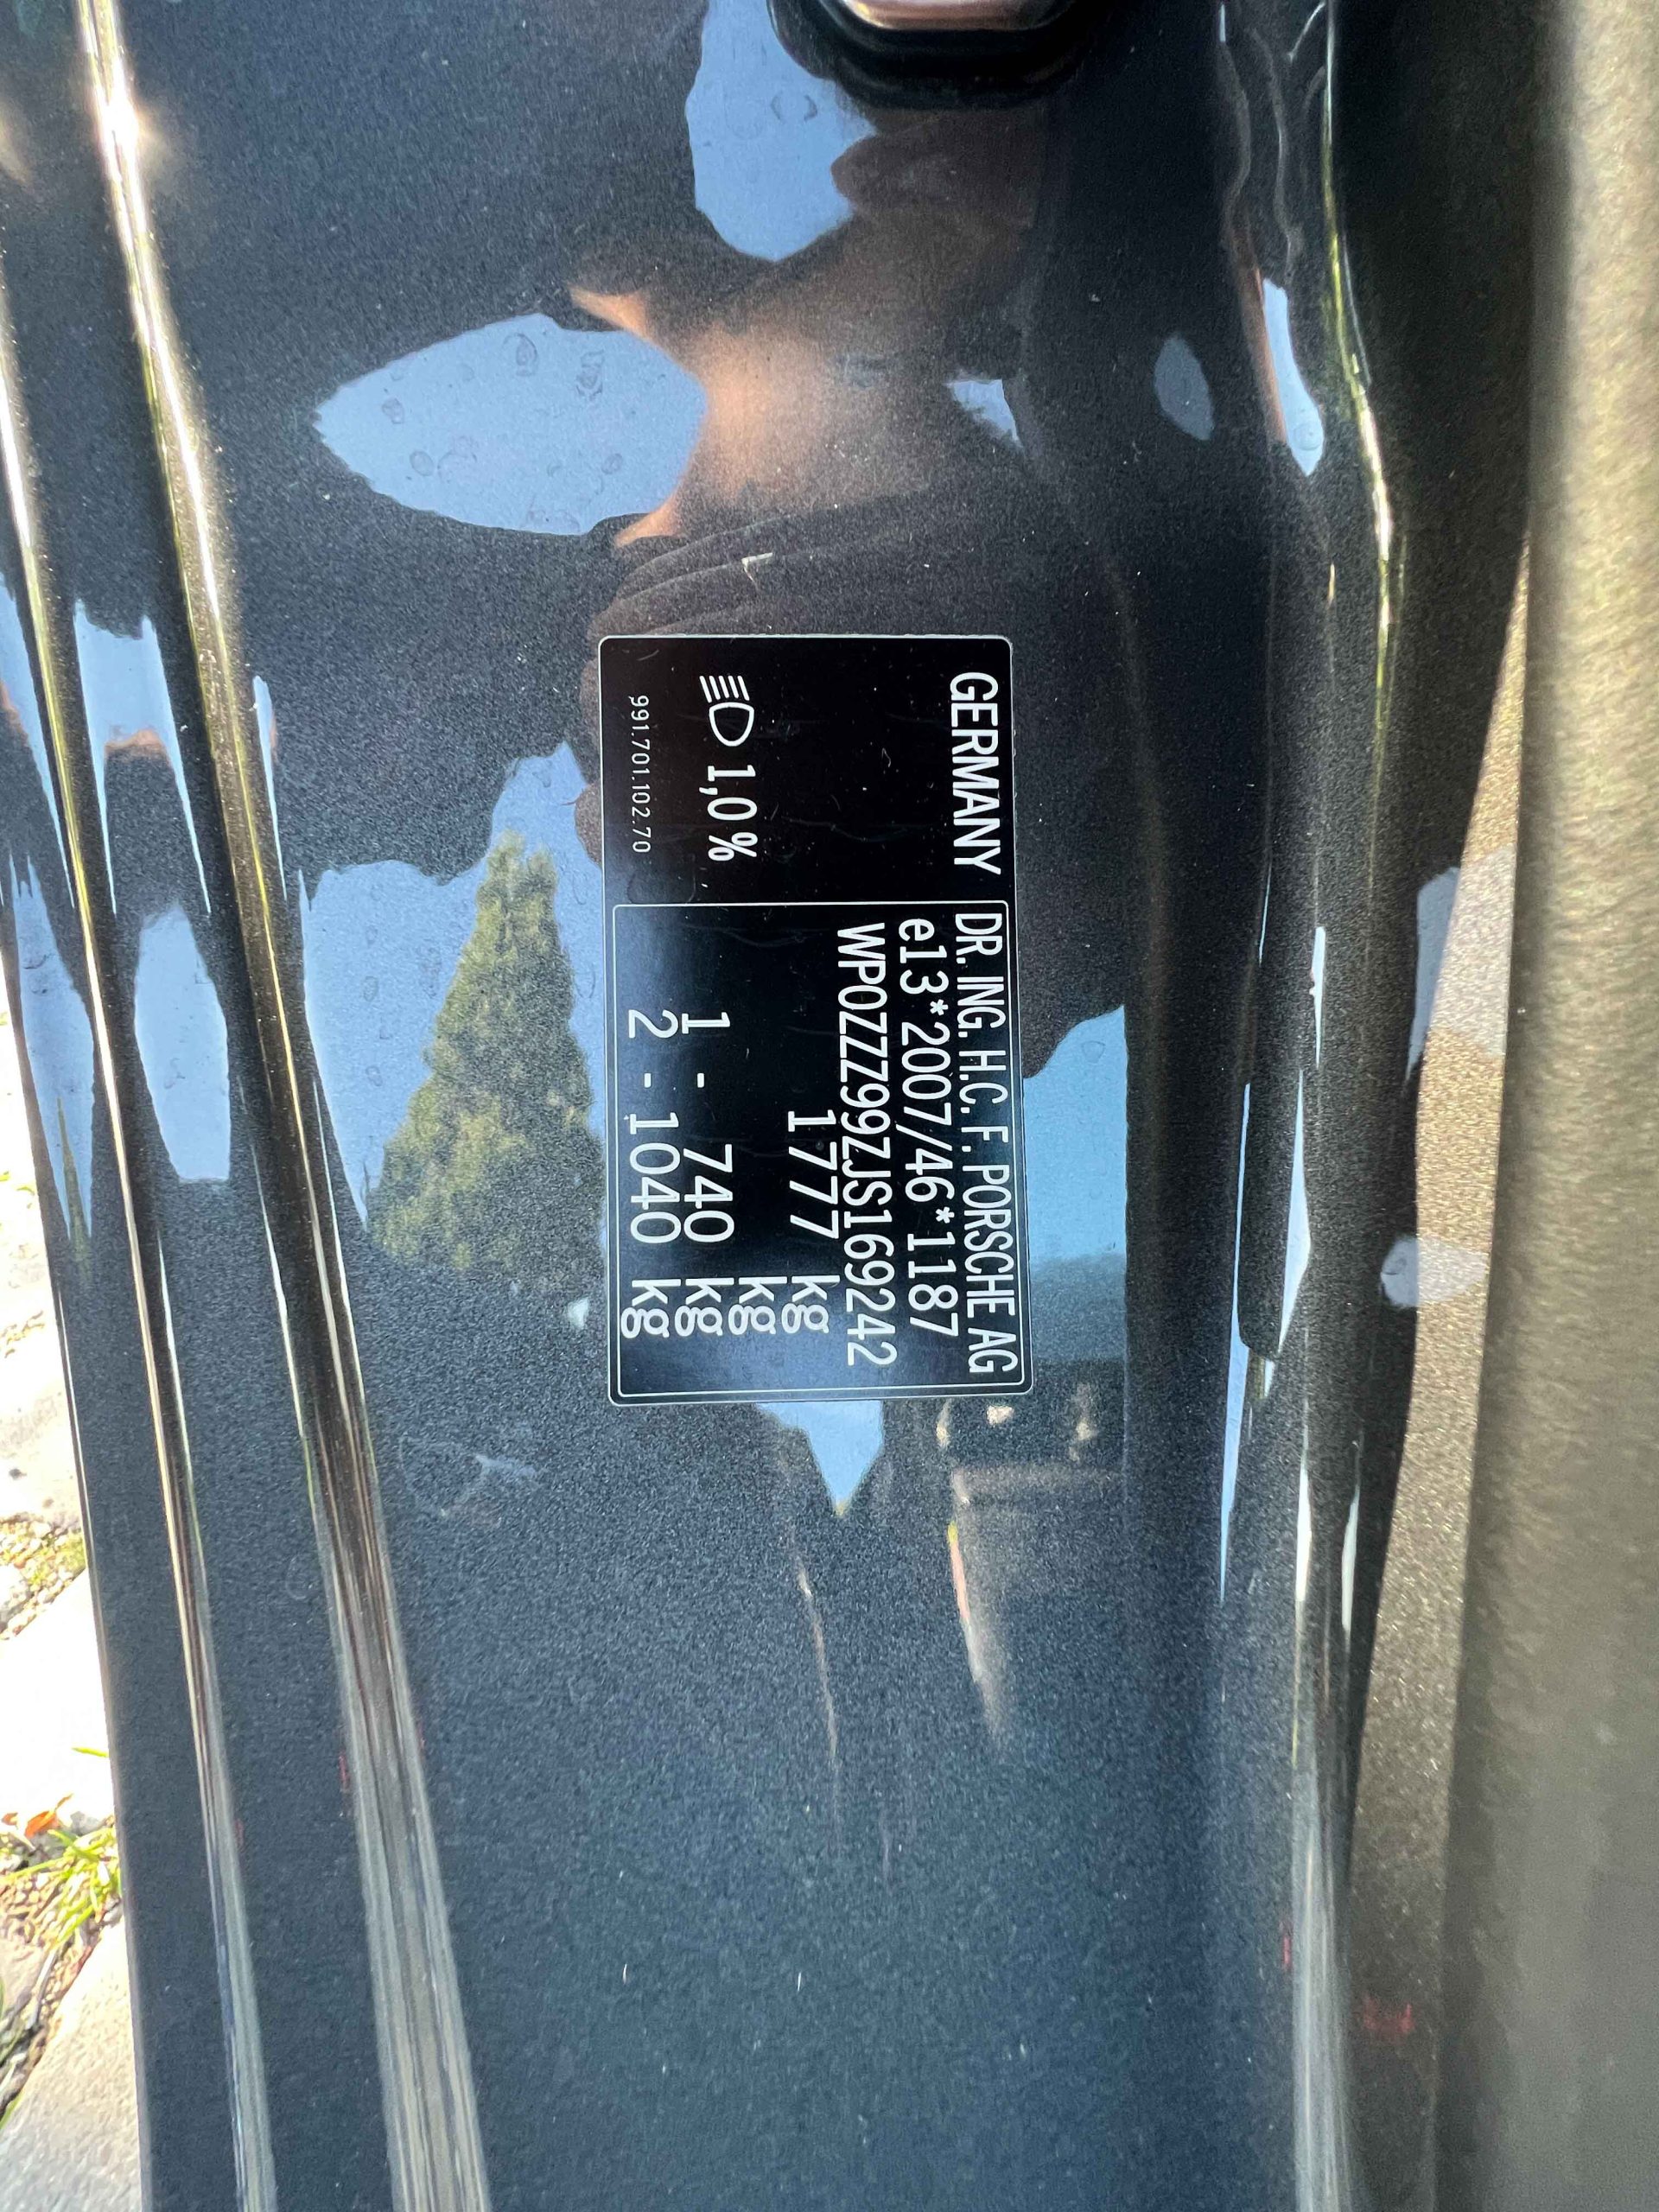 GERMANY
1,0 %
991.701.102.70
DR. ING. H.C. F. PORSCHE AG
e13*2007/46*1187
WP0ZZZ99ZJS169242
1777 kg
kg
1 - 740 kg
2 - 1040 kg